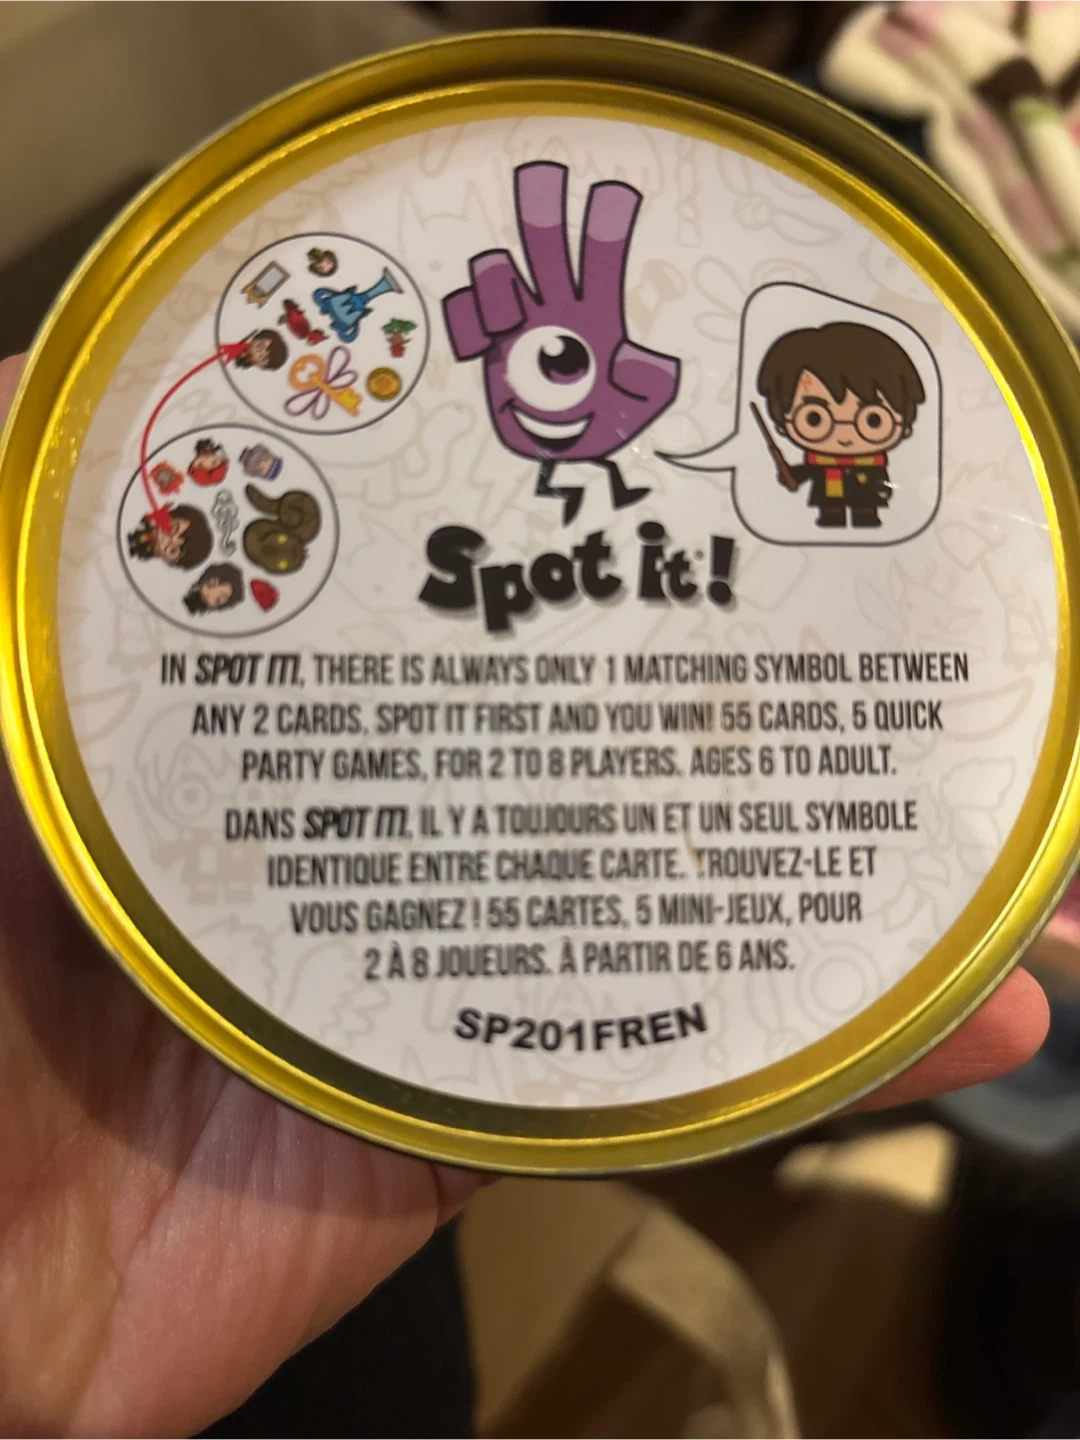 Spot it!
IN SPOT IT!, THERE IS ALWAYS ONLY 1 MATCHING SYMBOL BETWEEN
ANY 2 CARDS. SPOT IT FIRST AND YOU WIN! 55 CARDS, 5 QUICK
PARTY GAMES, FOR 2 TO 8 PLAYERS. AGES 6 TO ADULT.
DANS SPOT IT!, IL Y A TOUJOURS UN ET UN SEUL SYMBOLE
IDENTIQUE ENTRE CHAQUE CARTE. TROUVEZ-LE ET
VOUS GAGNEZ ! 55 CARTES, 5 MINI-JEUX, POUR
2 À 8 JOUEURS. À PARTIR DE 6 ANS.
SP201FREN